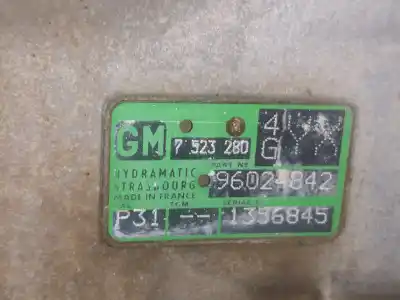 GM 7 523 280 4
PART NO G
HYDRAMATIC
STRASBOURG 96024842
MADE IN FRANCE
SERIAL
P31 -- 1356845